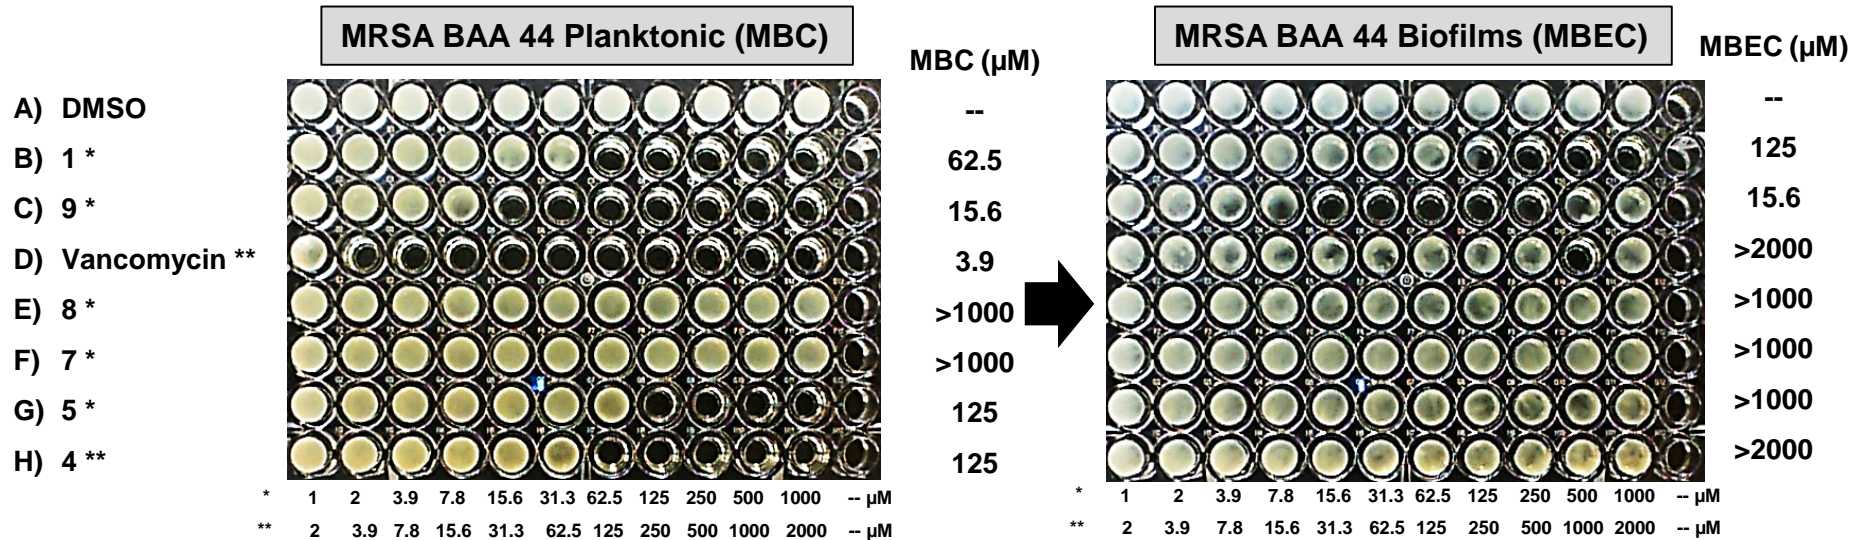 MRSA BAA 44 Planktonic (MBC)
MBC (µM)
MRSA BAA 44 Biofilms (MBEC)
MBEC (µM)
A) DMSO
--
--
B) 1 *
62.5
125
C) 9 *
15.6
15.6
D) Vancomycin **
3.9
>2000
E) 8 *
>1000
>1000
F) 7 *
>1000
>1000
G) 5 *
125
>1000
H) 4 **
125
>2000
* 1 2 3.9 7.8 15.6 31.3 62.5 125 250 500 1000 -- µM
** 2 3.9 7.8 15.6 31.3 62.5 125 250 500 1000 2000 -- µM
* 1 2 3.9 7.8 15.6 31.3 62.5 125 250 500 1000 -- µM
** 2 3.9 7.8 15.6 31.3 62.5 125 250 500 1000 2000 -- µM